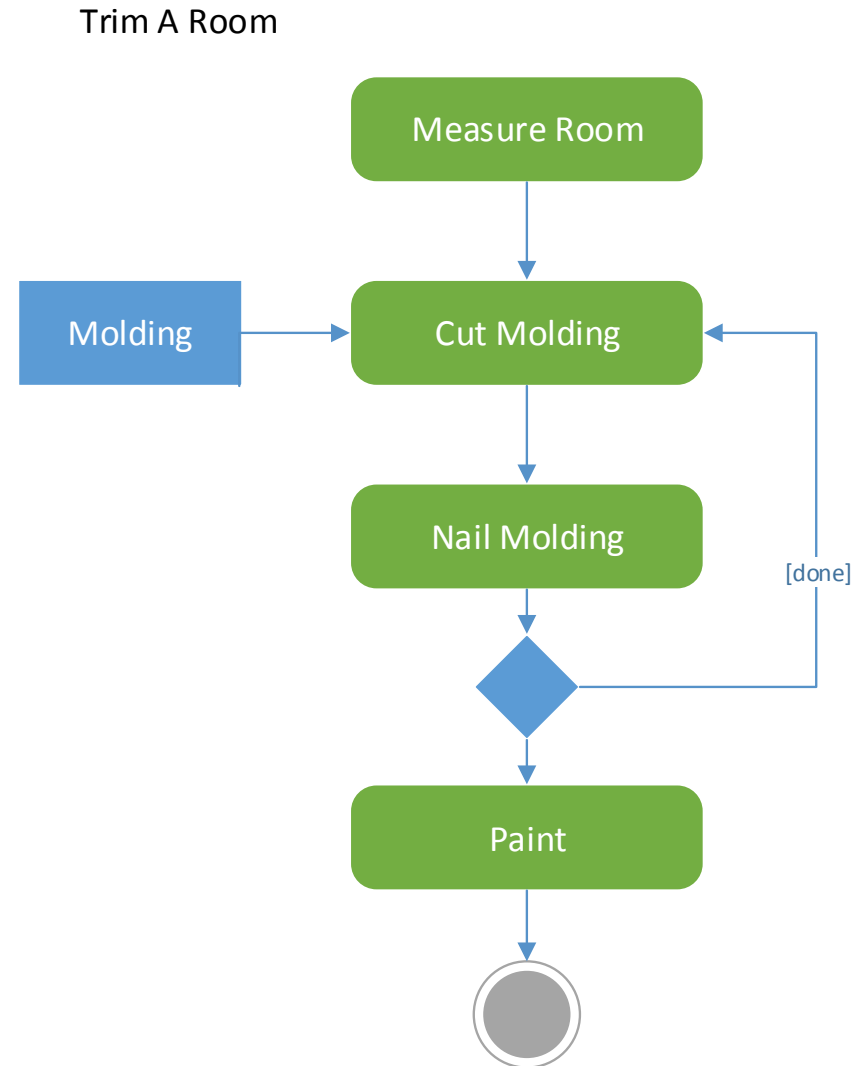 Trim A Room
Measure Room
Molding
Cut Molding
Nail Molding
[done]
Paint